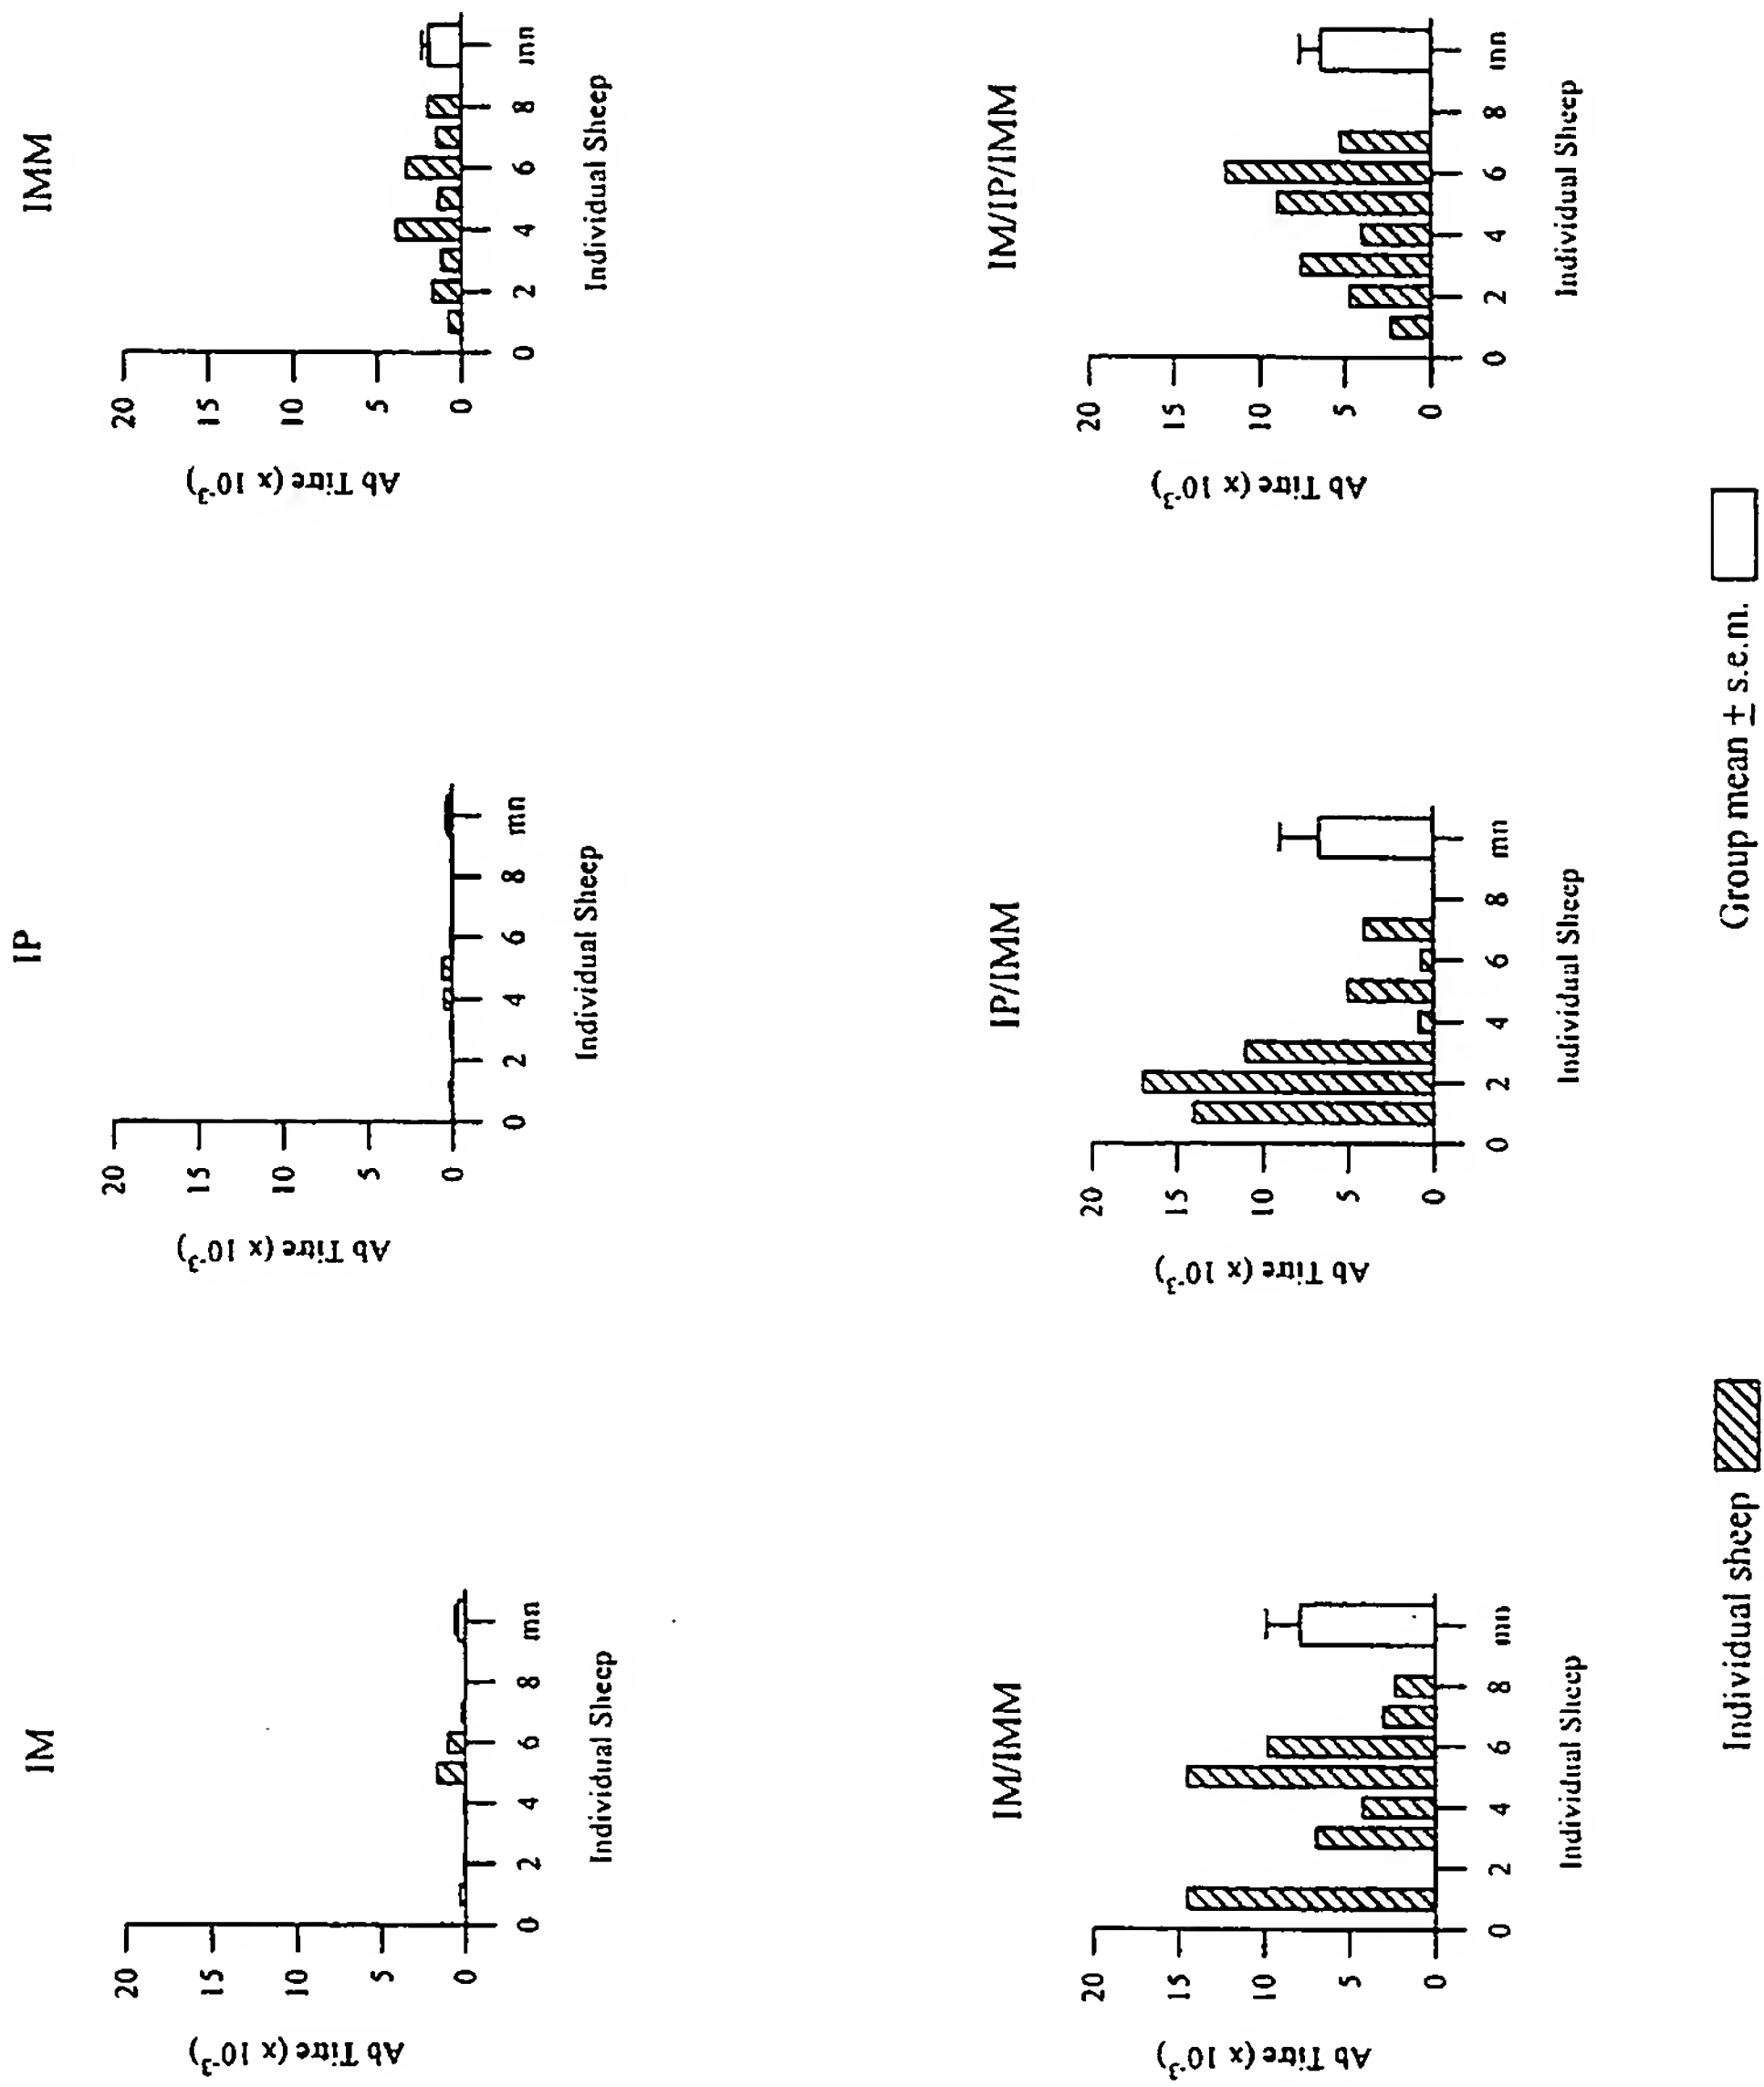 IM
Ab Titre (x 10⁻³)
20
15
10
5
0
0 2 4 6 8 mn
Individual Sheep
IP
Ab Titre (x 10⁻³)
20
15
10
5
0
0 2 4 6 8 mn
Individual Sheep
IMM
Ab Titre (x 10⁻³)
20
15
10
5
0
0 2 4 6 8 mn
Individual Sheep
IM/IMM
Ab Titre (x 10⁻³)
20
15
10
5
0
0 2 4 6 8 mn
Individual Sheep
IP/IMM
Ab Titre (x 10⁻³)
20
15
10
5
0
0 2 4 6 8 mn
Individual Sheep
IM/IP/IMM
Ab Titre (x 10⁻³)
20
15
10
5
0
0 2 4 6 8 mn
Individual Sheep
Individual sheep
Group mean ± s.e.m.